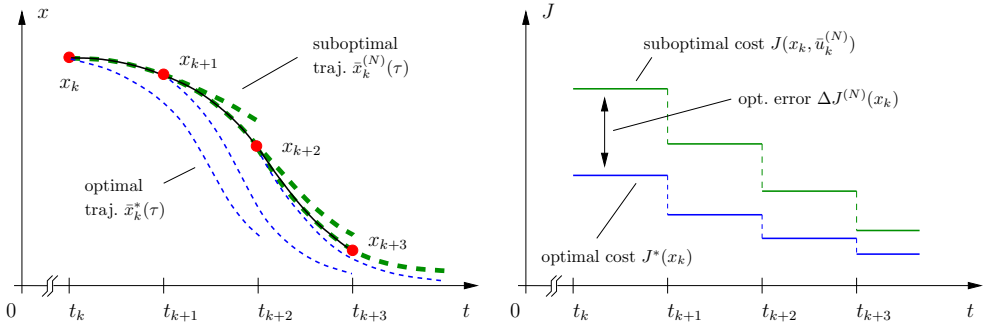 x
x_{k+1}
suboptimal
traj. x̄_k^{(N)}(τ)
x_k
x_{k+2}
optimal
traj. x̄_k^*(τ)
x_{k+3}
0
t_k
t_{k+1}
t_{k+2}
t_{k+3}
t
J
suboptimal cost J(x_k, ū_k^{(N)})
opt. error ΔJ^{(N)}(x_k)
optimal cost J^*(x_k)
0
t_k
t_{k+1}
t_{k+2}
t_{k+3}
t